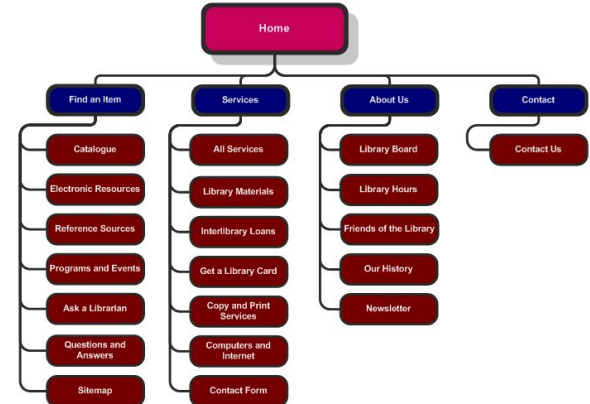 Home
Find an Item
Services
About Us
Contact
Catalogue
All Services
Library Board
Contact Us
Electronic Resources
Library Materials
Library Hours
Reference Sources
Interlibrary Loans
Friends of the Library
Programs and Events
Get a Library Card
Our History
Ask a Librarian
Copy and Print
Services
Newsletter
Questions and
Answers
Computers and
Internet
Sitemap
Contact Form